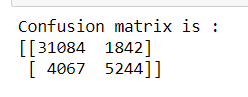 Confusion matrix is :
[[31084  1842]
 [ 4067  5244]]